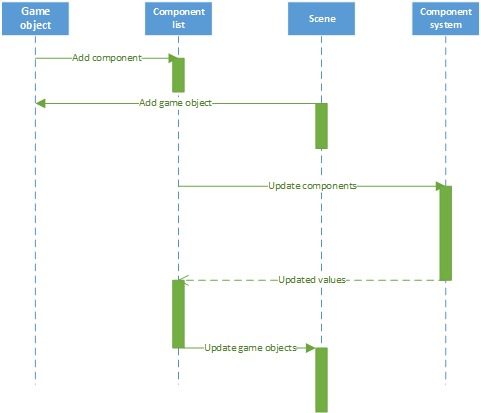 Game
object
Component
list
Scene
Component
system
Add component
Add game object
Update components
Updated values
Update game objects